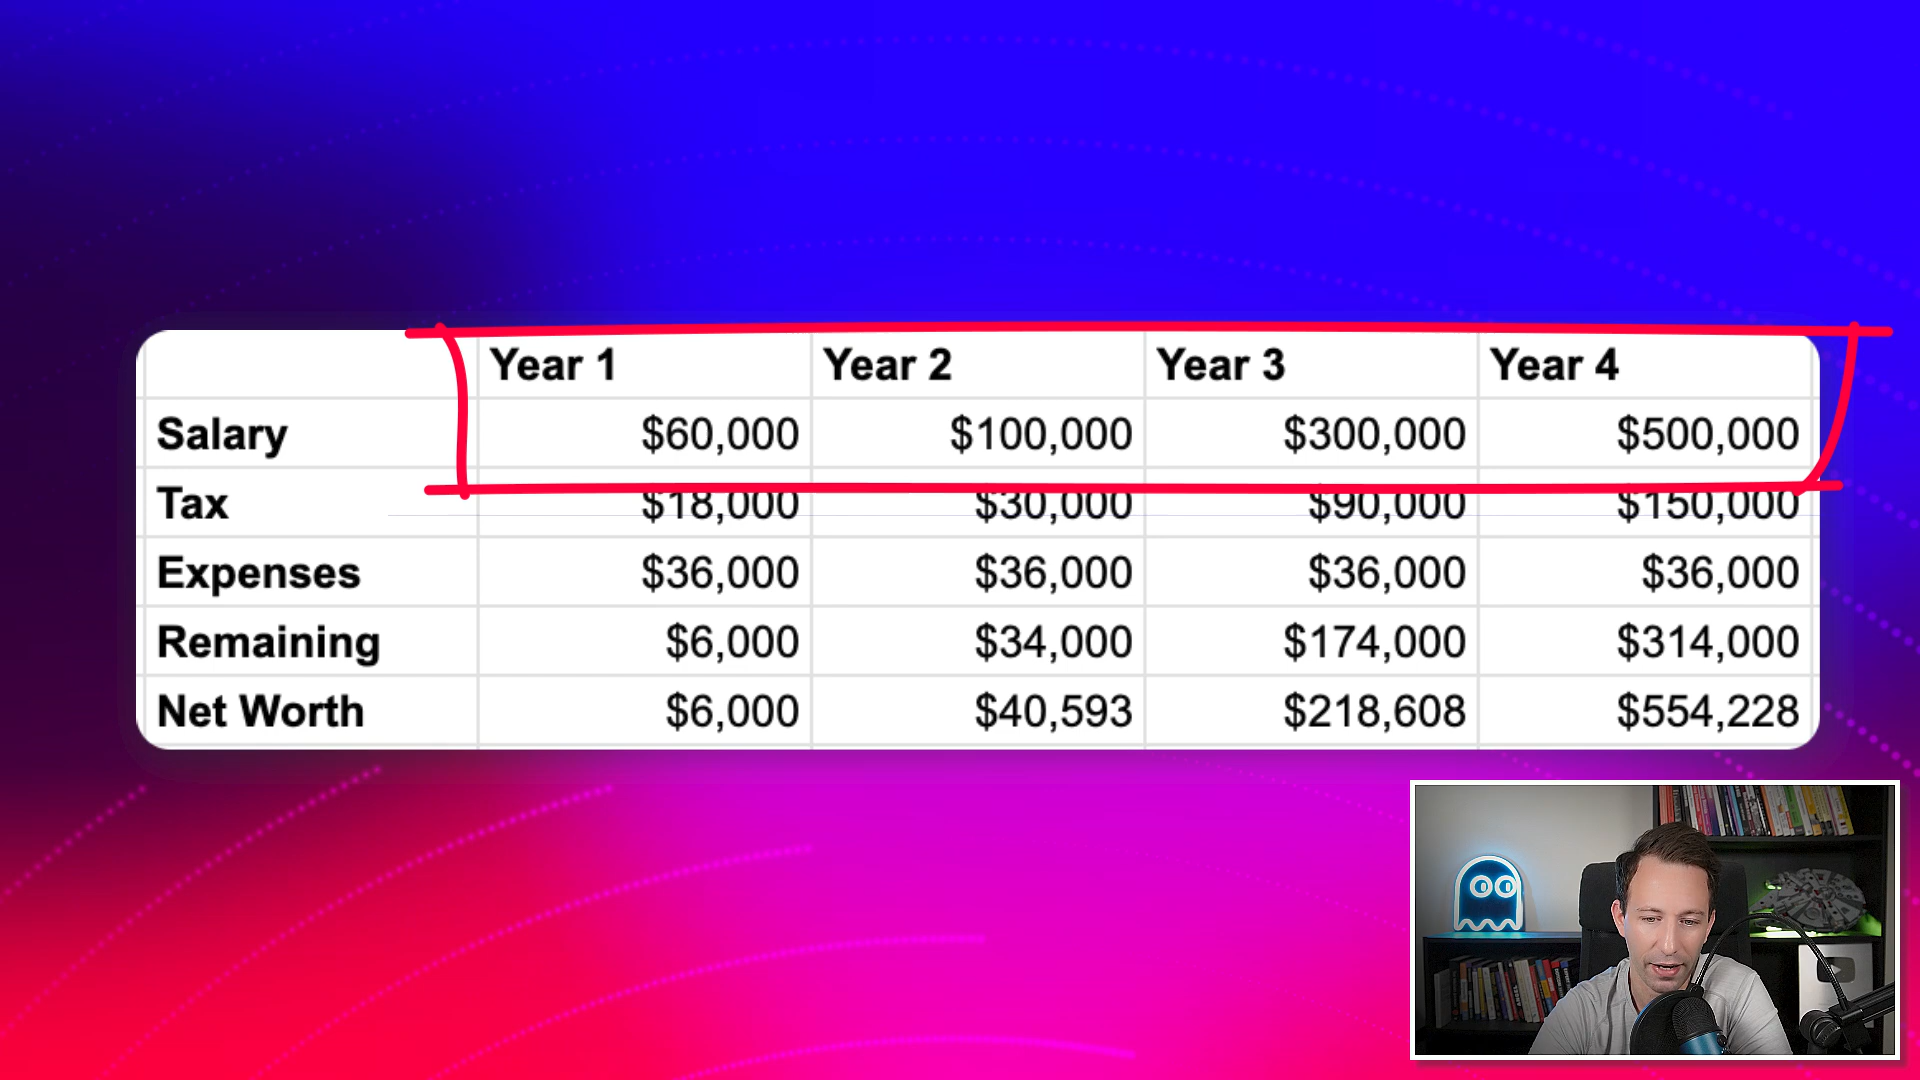 Year 1 Year 2 Year 3 Year 4
Salary $60,000 $100,000 $300,000 $500,000
Tax $18,000 $30,000 $90,000 $150,000
Expenses $36,000 $36,000 $36,000 $36,000
Remaining $6,000 $34,000 $174,000 $314,000
Net Worth $6,000 $40,593 $218,608 $554,228